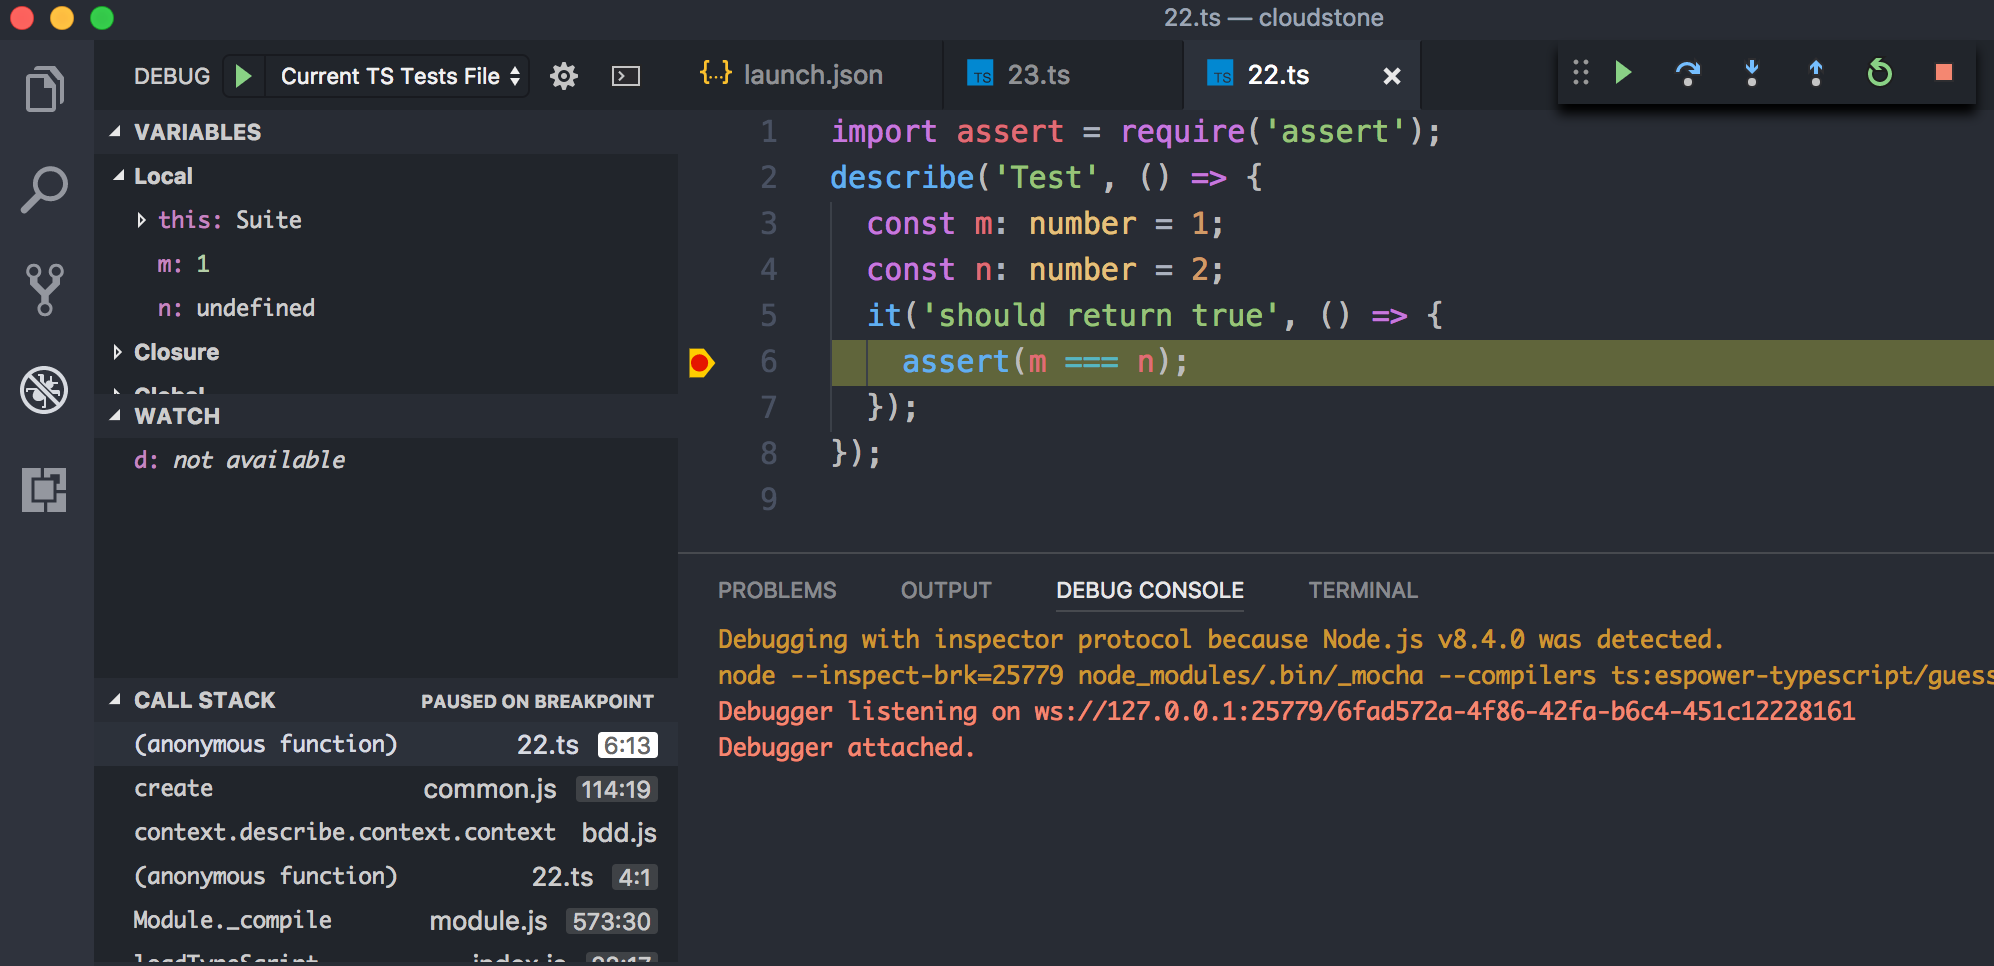 22.ts — cloudstone
DEBUG Current TS Tests File
launch.json 23.ts 22.ts
VARIABLES
Local
this: Suite
m: 1
n: undefined
Closure
Global
WATCH
d: not available
CALL STACK PAUSED ON BREAKPOINT
(anonymous function) 22.ts 6:13
create common.js 114:19
context.describe.context.context bdd.js
(anonymous function) 22.ts 4:1
Module._compile module.js 573:30
loadTypeScript index.js
1 import assert = require('assert');
2 describe('Test', () => {
3 const m: number = 1;
4 const n: number = 2;
5 it('should return true', () => {
6 assert(m === n);
7 });
8 });
9
PROBLEMS OUTPUT DEBUG CONSOLE TERMINAL
Debugging with inspector protocol because Node.js v8.4.0 was detected.
node --inspect-brk=25779 node_modules/.bin/_mocha --compilers ts:espower-typescript/guess
Debugger listening on ws://127.0.0.1:25779/6fad572a-4f86-42fa-b6c4-451c12228161
Debugger attached.